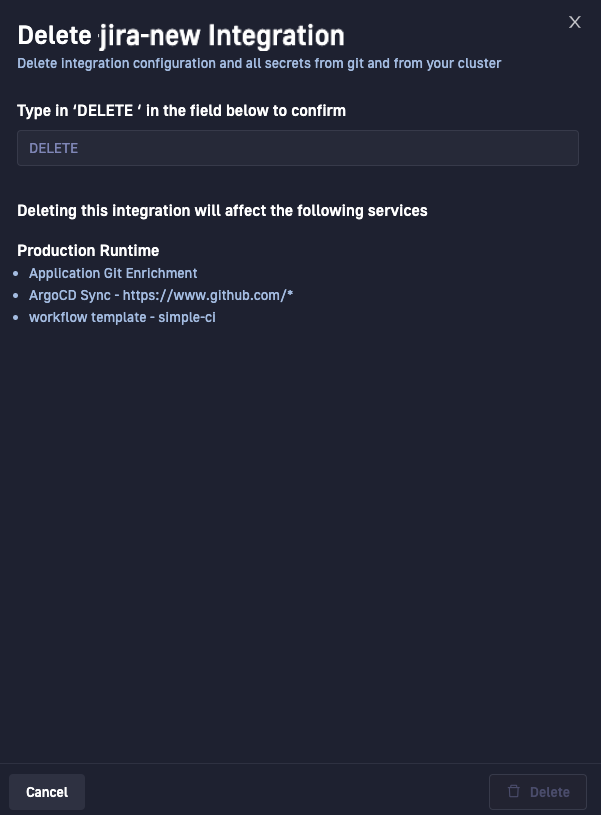 Delete jira-new Integration
X
Delete integration configuration and all secrets from git and from your cluster
Type in ‘DELETE ‘ in the field below to confirm
DELETE
Deleting this integration will affect the following services
Production Runtime
• Application Git Enrichment
• ArgoCD Sync - https://www.github.com/*
• workflow template - simple-ci
Cancel
Delete